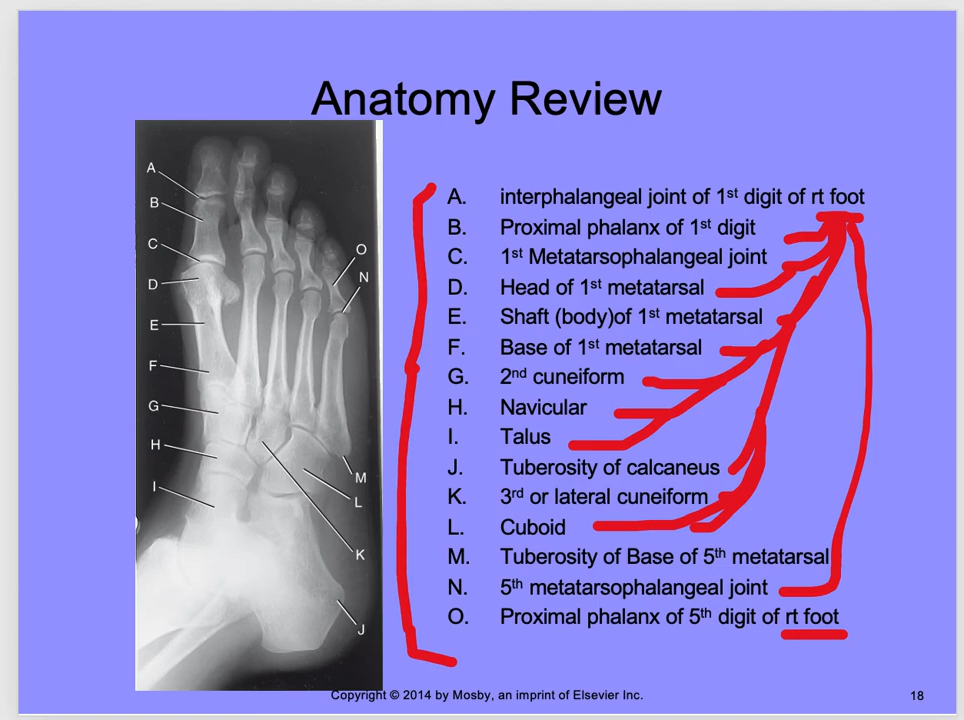 Anatomy Review
A
B
C
D
E
F
G
H
I
O
N
M
L
K
J
A. interphalangeal joint of 1st digit of rt foot
B. Proximal phalanx of 1st digit
C. 1st Metatarsophalangeal joint
D. Head of 1st metatarsal
E. Shaft (body)of 1st metatarsal
F. Base of 1st metatarsal
G. 2nd cuneiform
H. Navicular
I. Talus
J. Tuberosity of calcaneus
K. 3rd or lateral cuneiform
L. Cuboid
M. Tuberosity of Base of 5th metatarsal
N. 5th metatarsophalangeal joint
O. Proximal phalanx of 5th digit of rt foot
Copyright © 2014 by Mosby, an imprint of Elsevier Inc.
18